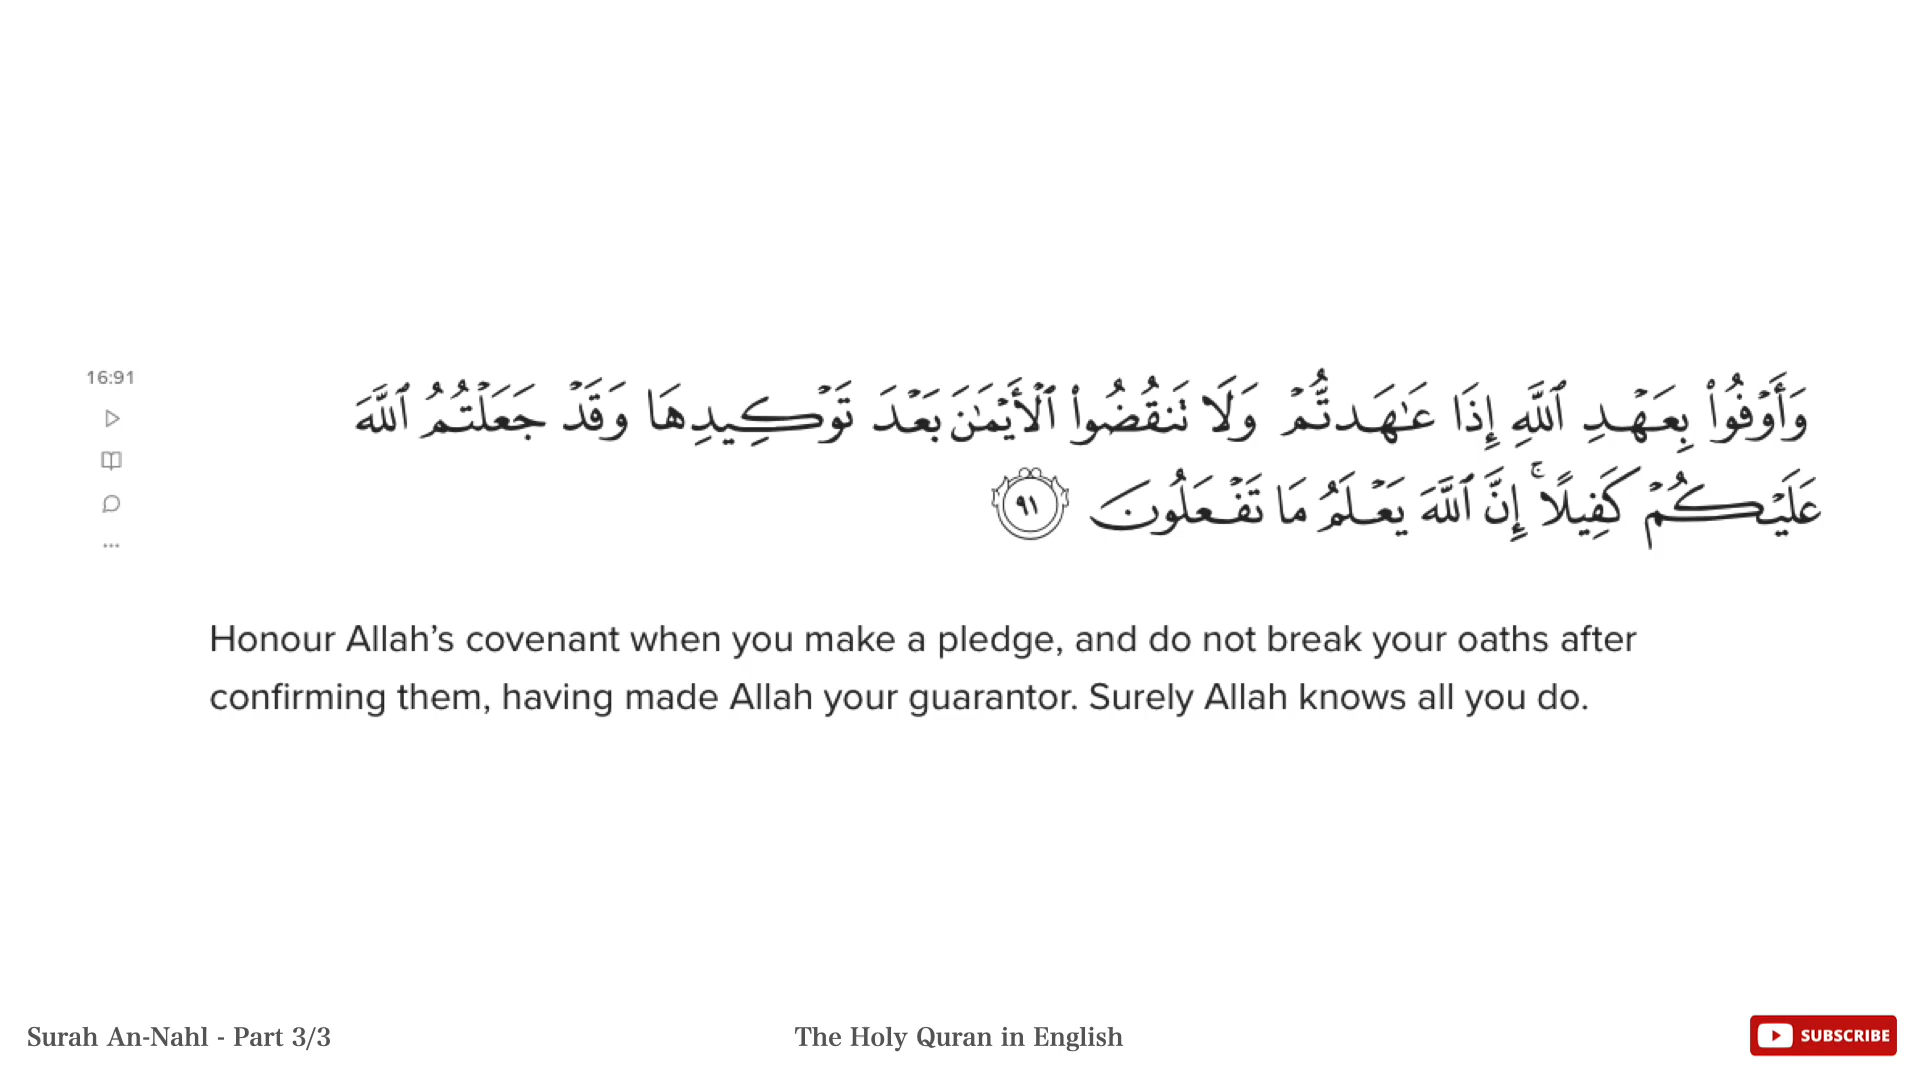 16:91
وَأَوۡفُواْ بِعَهۡدِ ٱللَّهِ إِذَا عَٰهَدتُّمۡ وَلَا تَنقُضُواْ ٱلۡأَيۡمَٰنَ بَعۡدَ تَوۡكِيدِهَا وَقَدۡ جَعَلۡتُمُ ٱللَّهَ
عَلَيۡكُمۡ كَفِيلًاۚ إِنَّ ٱللَّهَ يَعۡلَمُ مَا تَفۡعَلُونَ ٩١
Honour Allah’s covenant when you make a pledge, and do not break your oaths after
confirming them, having made Allah your guarantor. Surely Allah knows all you do.
Surah An-Nahl - Part 3/3
The Holy Quran in English
SUBSCRIBE